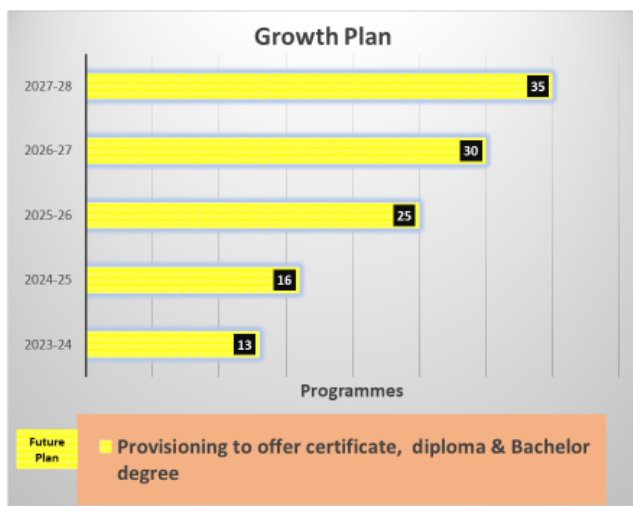 Growth Plan
2027-28 35
2026-27 30
2025-26 25
2024-25 16
2023-24 13
Programmes
Future
Plan
Provisioning to offer certificate, diploma & Bachelor
degree